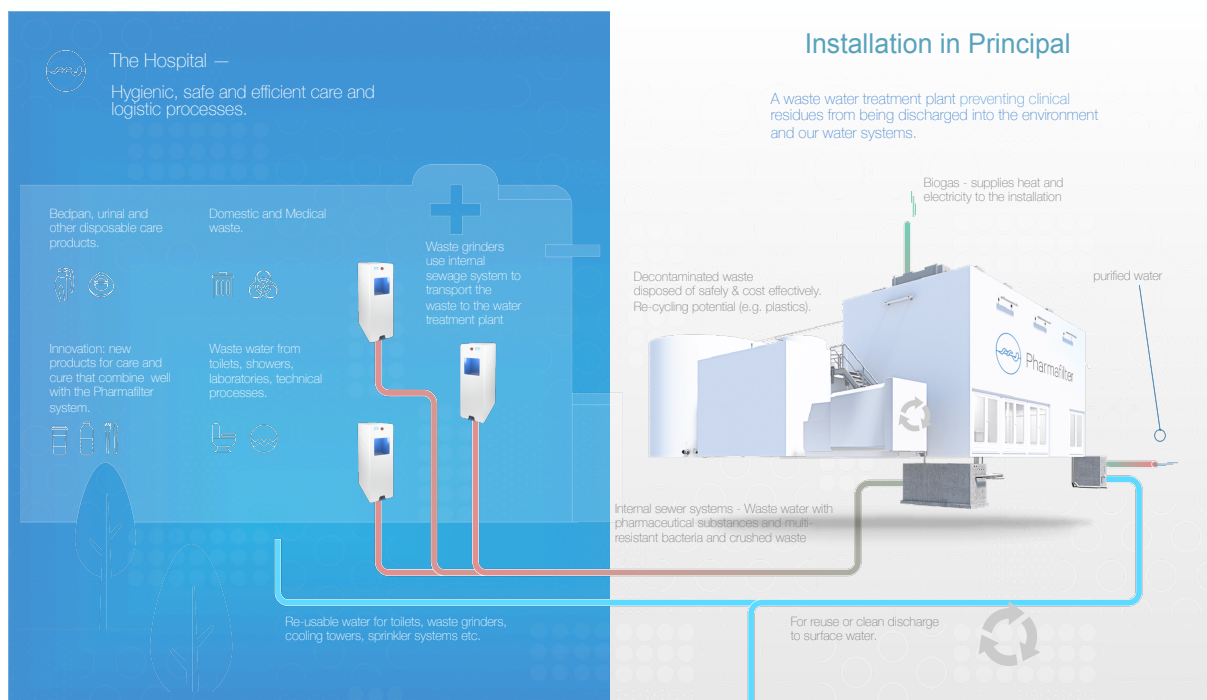 The Hospital —
Hygienic, safe and efficient care and
logistic processes.
Bedpan, urinal and
other disposable care
products.
Domestic and Medical
waste.
Waste grinders
use internal
sewage system to
transport the
waste to the water
treatment plant
Innovation: new
products for care and
cure that combine well
with the Pharmafilter
system.
Waste water from
toilets, showers,
laboratories, technical
processes.
Re-usable water for toilets, waste grinders,
cooling towers, sprinkler systems etc.
Installation in Principal
A waste water treatment plant preventing clinical
residues from being discharged into the environment
and our water systems.
Biogas - supplies heat and
electricity to the installation
Decontaminated waste
disposed of safely & cost effectively.
Re-cycling potential (e.g. plastics).
purified water
Pharmafilter
Internal sewer systems - Waste water with
pharmaceutical substances and multi-
resistant bacteria and crushed waste
For reuse or clean discharge
to surface water.